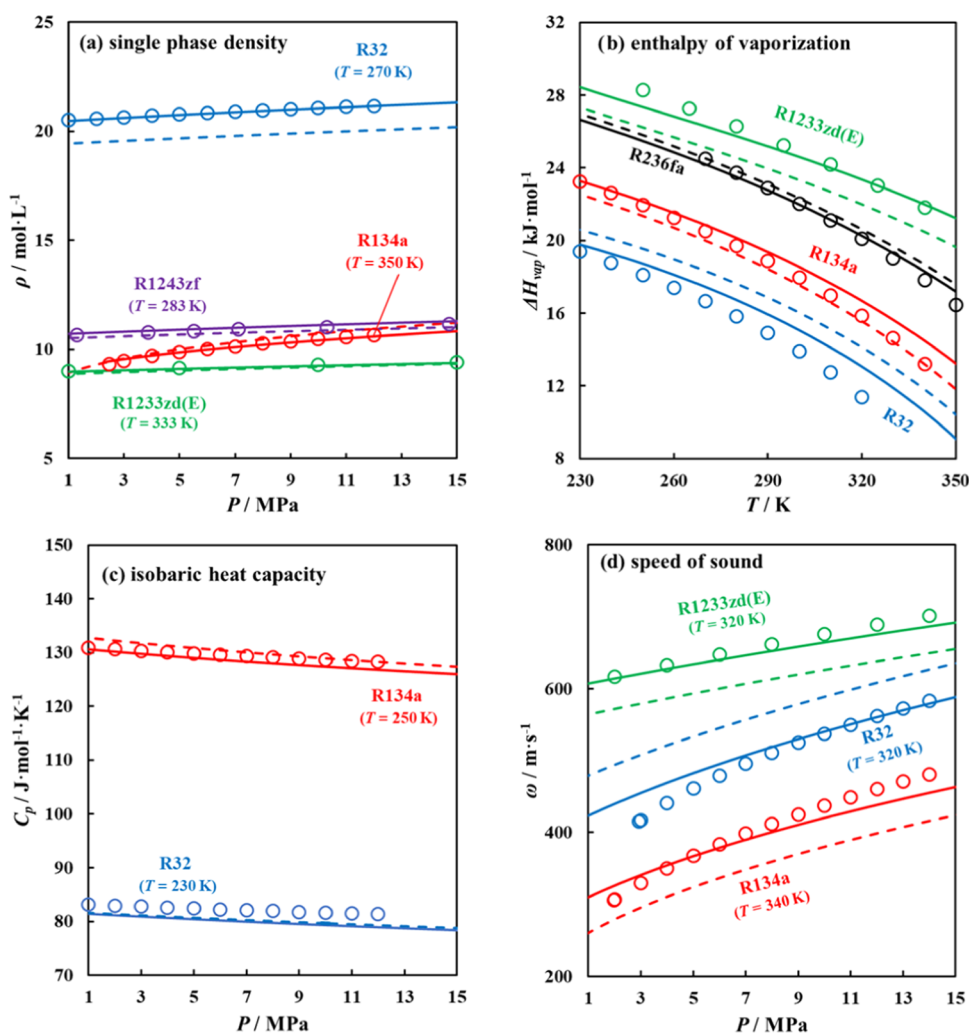 (a) single phase density
R32
(T = 270 K)
R134a
(T = 350 K)
R1243zf
(T = 283 K)
R1233zd(E)
(T = 333 K)
25
20
15
10
5
ρ / mol·L⁻¹
1 3 5 7 9 11 13 15
P / MPa
(b) enthalpy of vaporization
R1233zd(E)
R236fa
R134a
R32
32
28
24
20
16
12
8
ΔHvap / kJ·mol⁻¹
230 250 270 290 310 330 350
T / K
(c) isobaric heat capacity
R134a
(T = 250 K)
R32
(T = 230 K)
150
140
130
120
110
100
90
80
70
Cp / J·mol⁻¹·K⁻¹
1 3 5 7 9 11 13 15
P / MPa
(d) speed of sound
R1233zd(E)
(T = 320 K)
R32
(T = 320 K)
R134a
(T = 340 K)
800
600
400
200
ω / m·s⁻¹
1 3 5 7 9 11 13 15
P / MPa